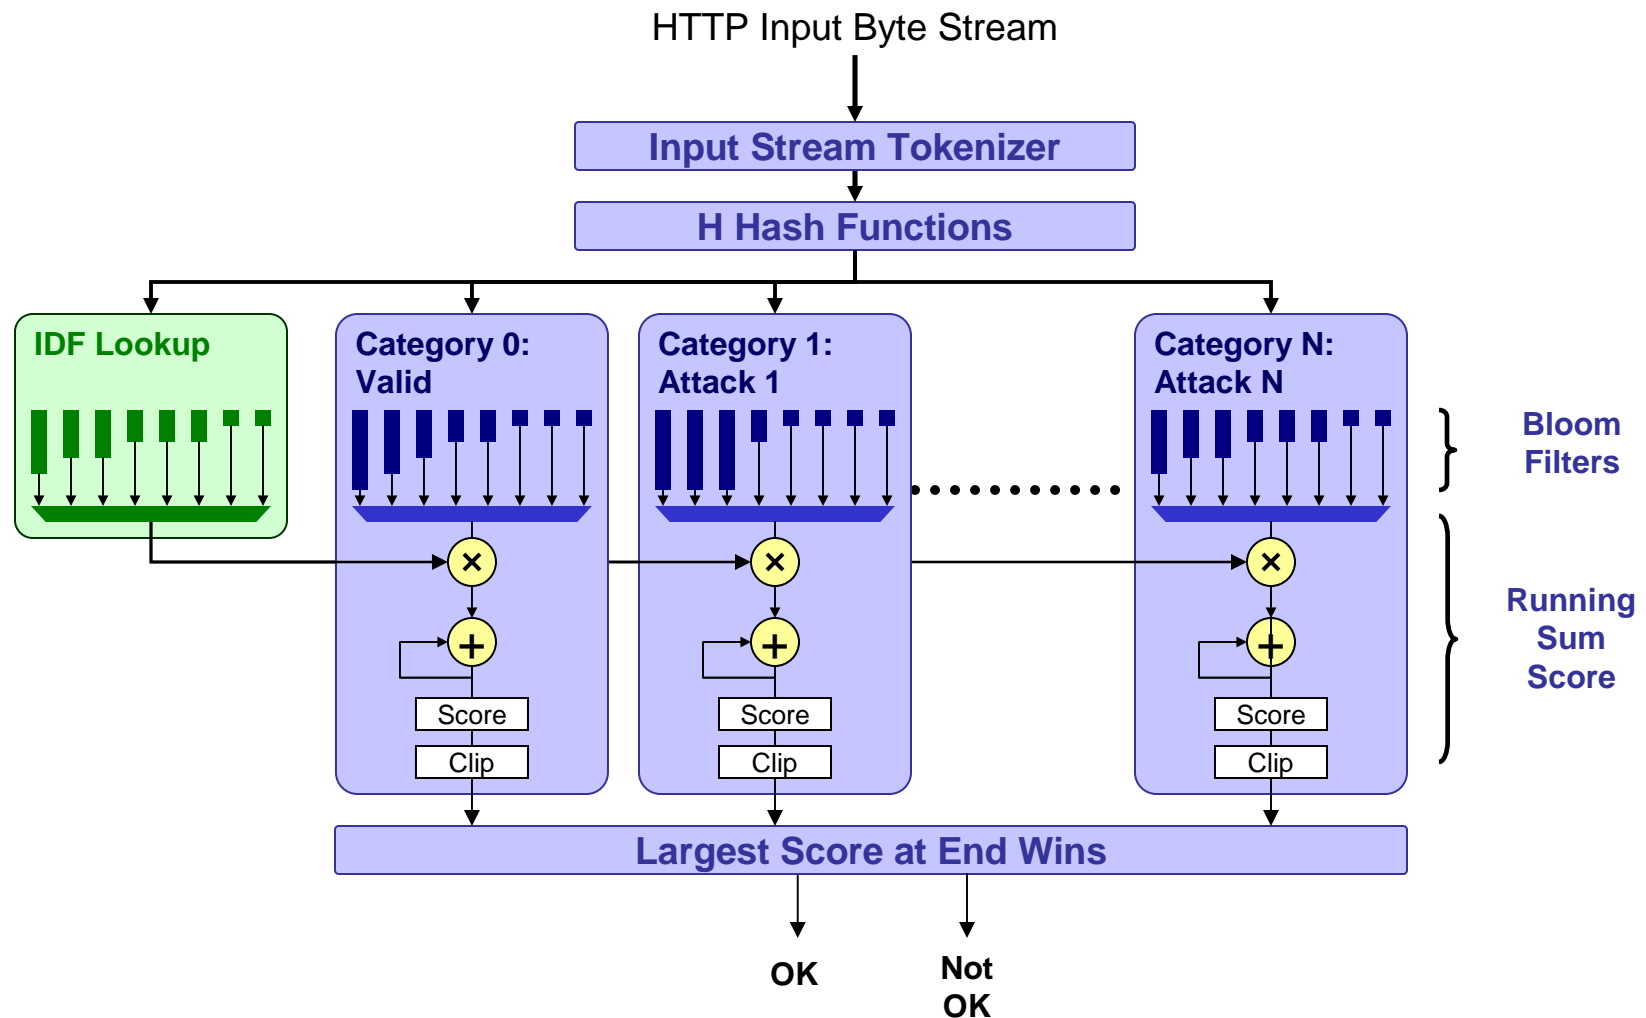 HTTP Input Byte Stream
Input Stream Tokenizer
H Hash Functions
IDF Lookup
Category 0:
Valid
Category 1:
Attack 1
Category N:
Attack N
Bloom
Filters
×
×
×
+
+
+
Running
Sum
Score
Score
Score
Score
Clip
Clip
Clip
Largest Score at End Wins
OK
Not
OK